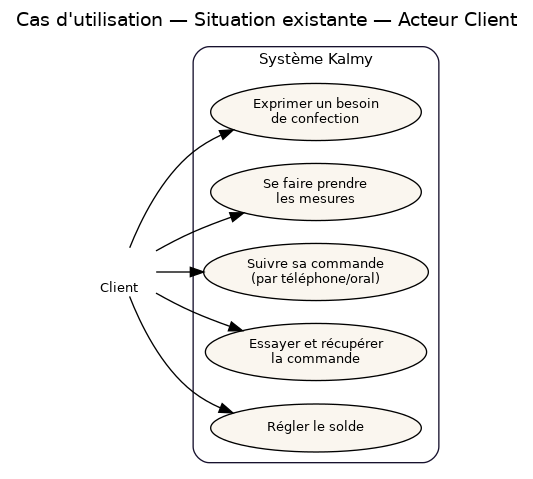 Cas d'utilisation — Situation existante — Acteur Client
Système Kalmy
Exprimer un besoin
de confection
Se faire prendre
les mesures
Suivre sa commande
(par téléphone/oral)
Client
Essayer et récupérer
la commande
Régler le solde